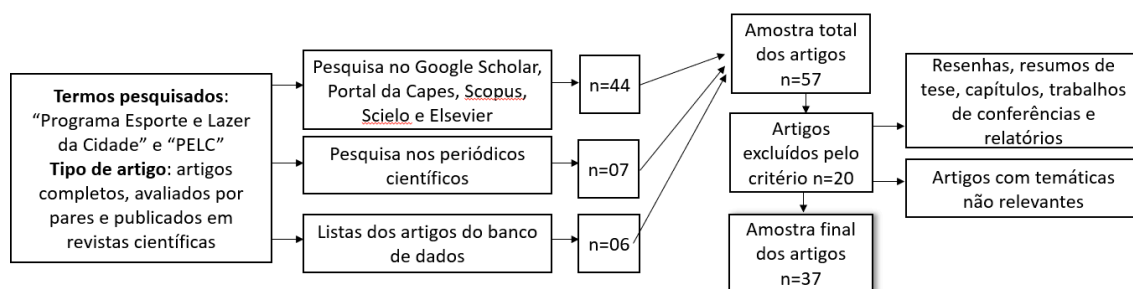 Termos pesquisados:
“Programa Esporte e Lazer
da Cidade” e “PELC”
Tipo de artigo: artigos
completos, avaliados por
pares e publicados em
revistas científicas
Pesquisa no Google Scholar,
Portal da Capes, Scopus,
Scielo e Elsevier
n=44
Pesquisa nos periódicos
científicos
n=07
Listas dos artigos do banco
de dados
n=06
Amostra total
dos artigos
n=57
Artigos
excluídos pelo
critério n=20
Resenhas, resumos de
tese, capítulos, trabalhos
de conferências e
relatórios
Artigos com temáticas
não relevantes
Amostra final
dos artigos
n=37